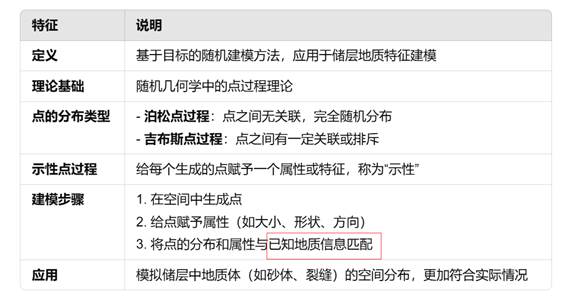 特征 说明
定义 基于目标的随机建模方法，应用于储层地质特征建模
理论基础 随机几何学中的点过程理论
点的分布类型 - 泊松点过程：点之间无关联，完全随机分布
- 吉布斯点过程：点之间有一定关联或排斥
示性点过程 给每个生成的点赋予一个属性或特征，称为“示性”
建模步骤 1. 在空间中生成点
2. 给点赋予属性（如大小、形状、方向）
3. 将点的分布和属性与已知地质信息匹配
应用 模拟储层中地质体（如砂体、裂缝）的空间分布，更加符合实际情况